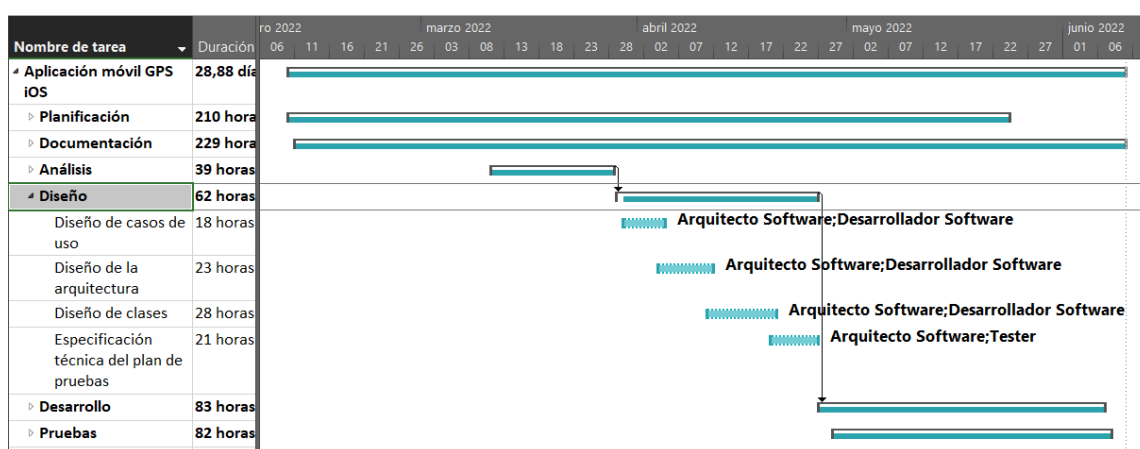 ro 2022 marzo 2022 abril 2022 mayo 2022 junio 2022
Nombre de tarea Duración 06 11 16 21 26 03 08 13 18 23 28 02 07 12 17 22 27 02 07 12 17 22 27 01 06
Aplicación móvil GPS 28,88 día
iOS
Planificación 210 hora
Documentación 229 hora
Análisis 39 horas
Diseño 62 horas
Diseño de casos de 18 horas Arquitecto Software;Desarrollador Software
uso
Diseño de la 23 horas Arquitecto Software;Desarrollador Software
arquitectura
Diseño de clases 28 horas Arquitecto Software;Desarrollador Software
Especificación 21 horas Arquitecto Software;Tester
técnica del plan de
pruebas
Desarrollo 83 horas
Pruebas 82 horas